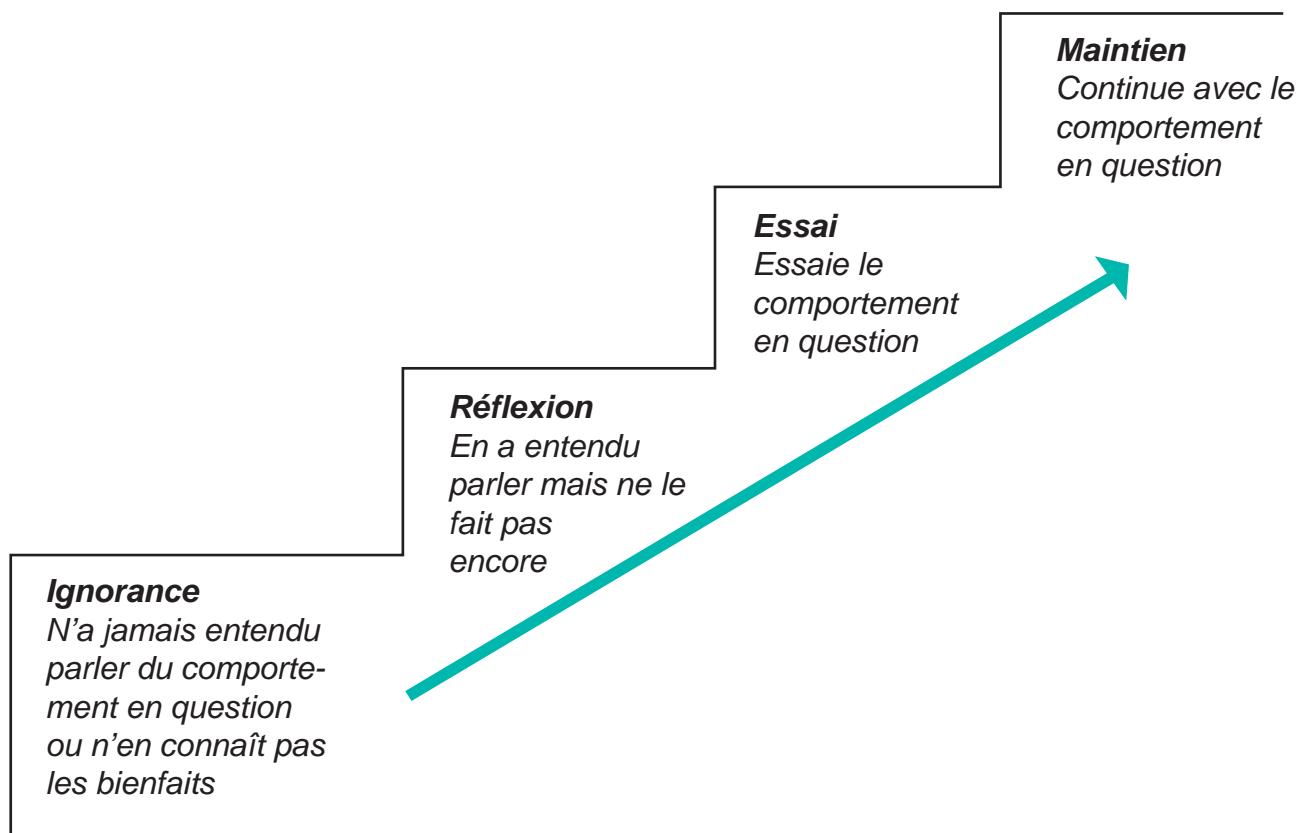 Maintien
Continue avec le
comportement
en question
Essai
Essaie le
comportement
en question
Réflexion
En a entendu
parler mais ne le
fait pas
encore
Ignorance
N'a jamais entendu
parler du comporte-
ment en question
ou n'en connaît pas
les bienfaits